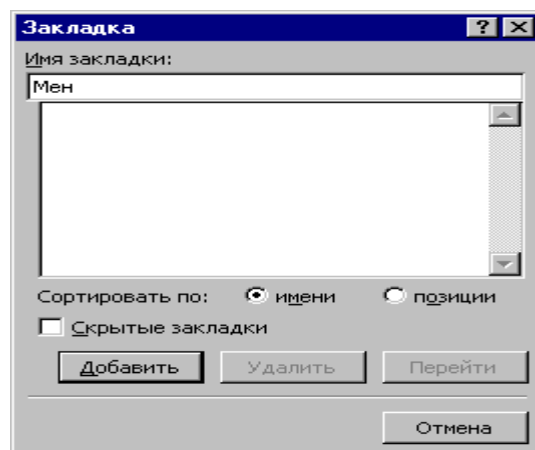 Закладка
Имя закладки:
Мен
Сортировать по: имени позиции
Скрытые закладки
Добавить Удалить Перейти
Отмена